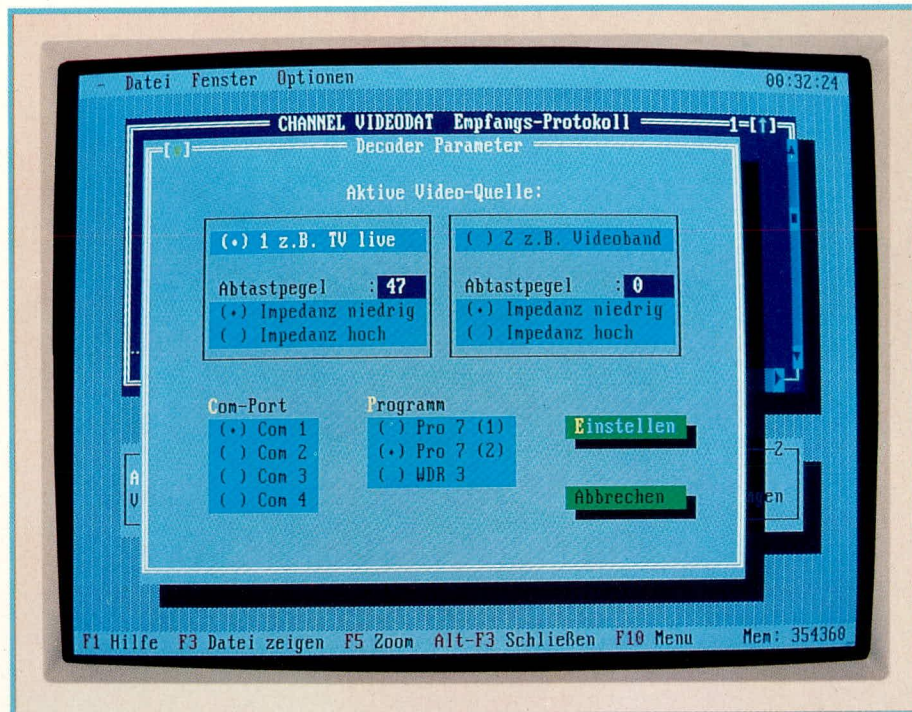 - Datei Fenster Optionen 00:32:24
CHANNEL VIDEODAT Empfangs-Protokoll 1=[↑]
Decoder Parameter
Aktive Video-Quelle:
(•) 1 z.B. TV live ( ) 2 z.B. Videoband
Abtastpegel : 47 Abtastpegel : 0
(•) Impedanz niedrig (•) Impedanz niedrig
( ) Impedanz hoch ( ) Impedanz hoch
Com-Port Programm
(•) Com 1 ( ) Pro 7 (1) Einstellen
( ) Com 2 (•) Pro 7 (2) 2
( ) Com 3 ( ) WDR 3
( ) Com 4 Abbrechen
F1 Hilfe F3 Datei zeigen F5 Zoom Alt-F3 Schließen F10 Menu Mem: 354360